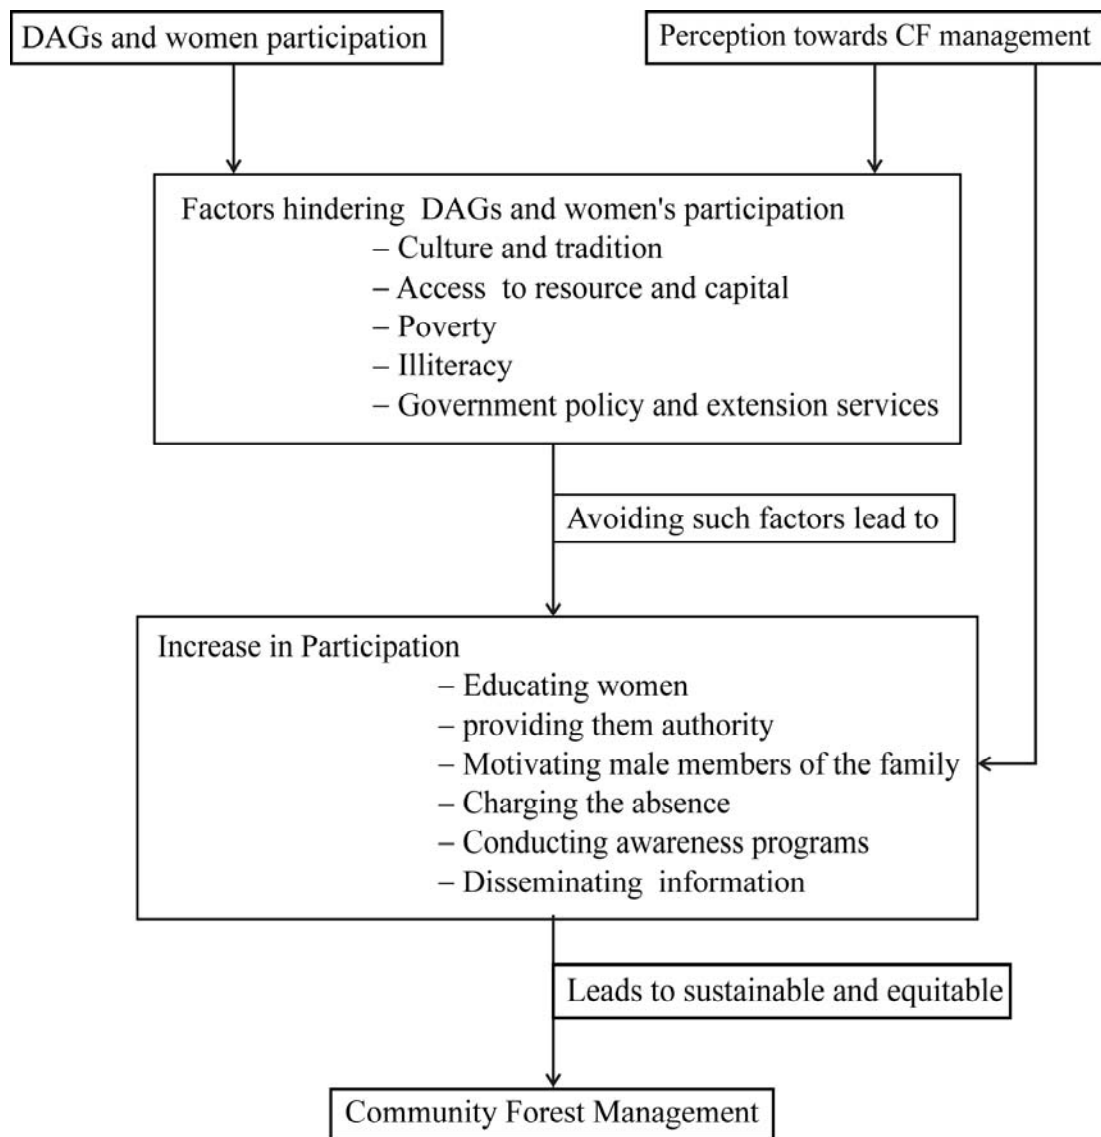 DAGs and women participation
Perception towards CF management
Factors hindering DAGs and women's participation
– Culture and tradition
– Access to resource and capital
– Poverty
– Illiteracy
– Government policy and extension services
Avoiding such factors lead to
Increase in Participation
– Educating women
– providing them authority
– Motivating male members of the family
– Charging the absence
– Conducting awareness programs
– Disseminating information
Leads to sustainable and equitable
Community Forest Management